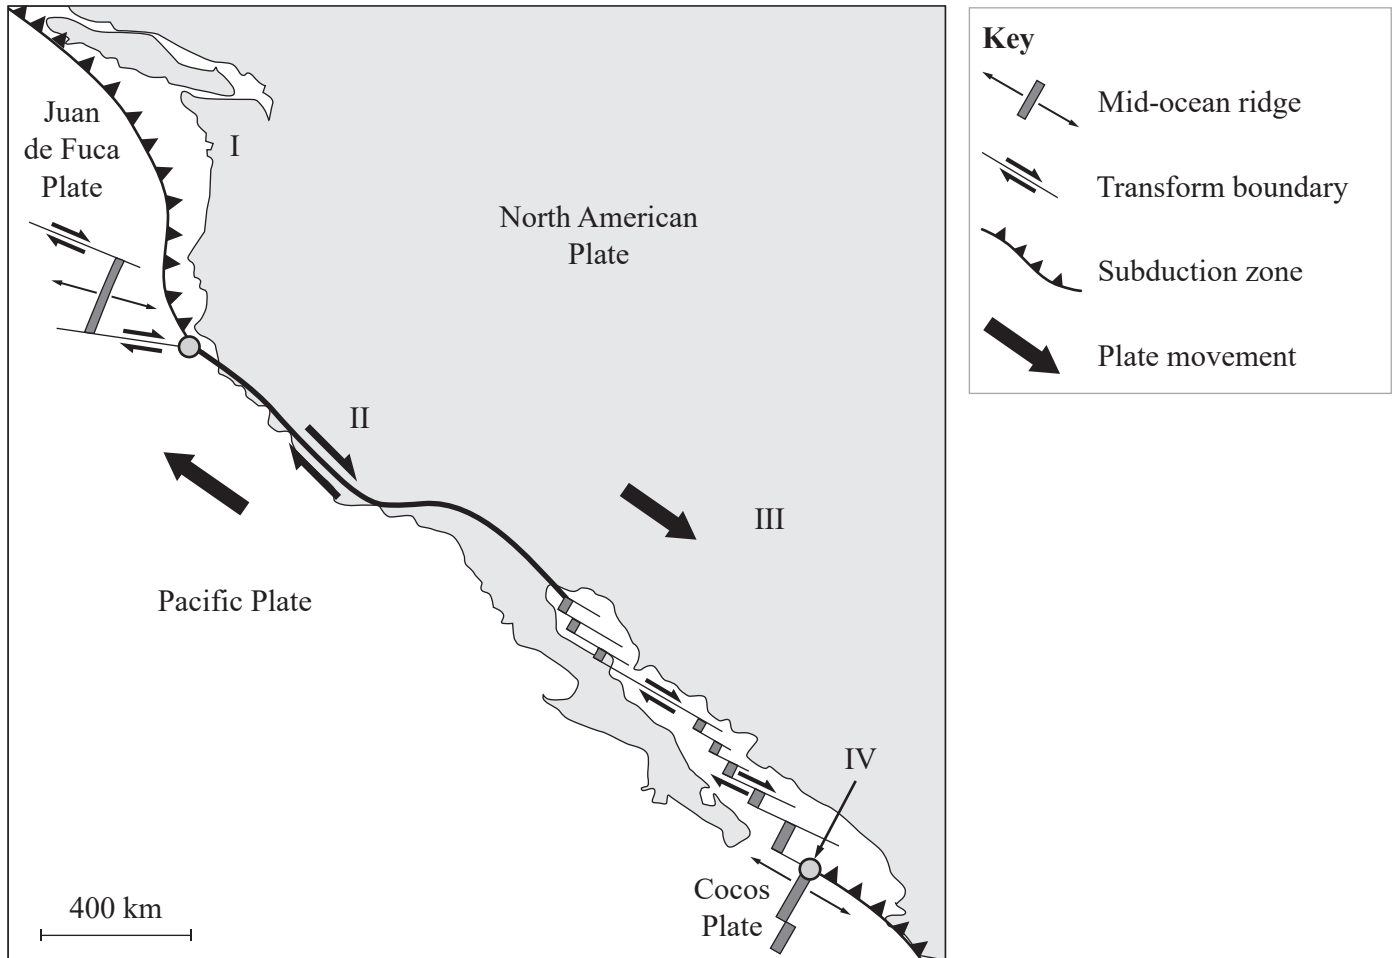 Juan
de Fuca
Plate
I
North American
Plate
II
III
Pacific Plate
IV
Cocos
Plate
400 km
Key
Mid-ocean ridge
Transform boundary
Subduction zone
Plate movement